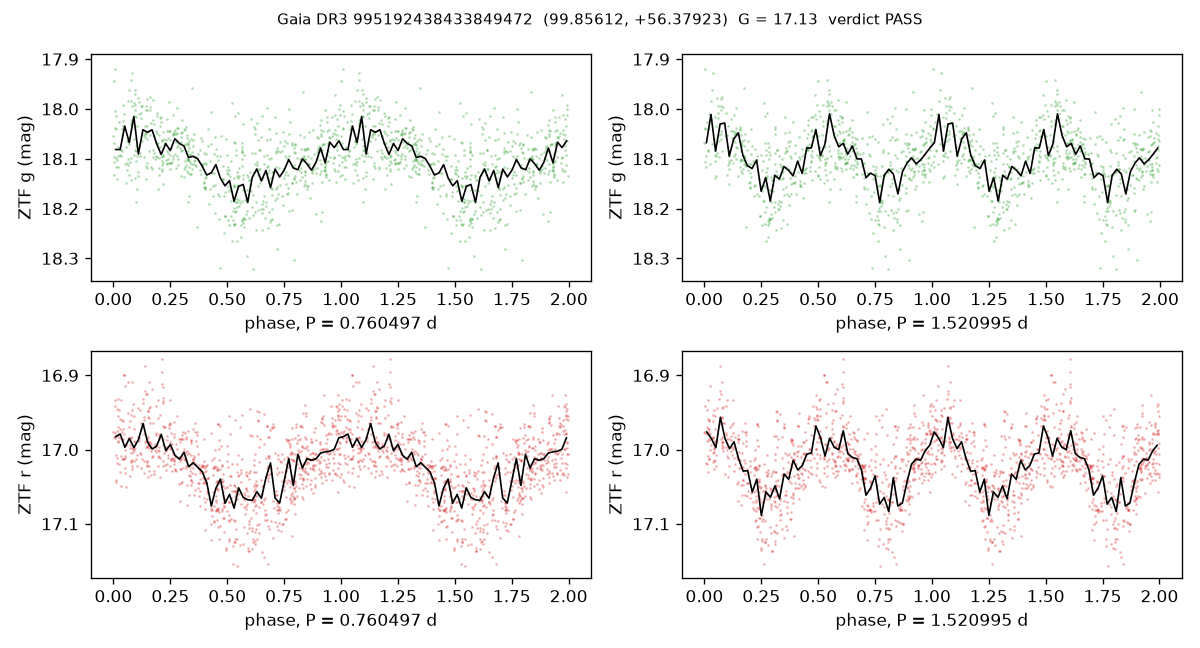 Gaia DR3 995192438433849472 (99.85612, +56.37923) G = 17.13 verdict PASS
ZTF g (mag)
17.9
18.0
18.1
18.2
18.3
0.00 0.25 0.50 0.75 1.00 1.25 1.50 1.75 2.00
phase, P = 0.760497 d
ZTF g (mag)
17.9
18.0
18.1
18.2
18.3
0.00 0.25 0.50 0.75 1.00 1.25 1.50 1.75 2.00
phase, P = 1.520995 d
ZTF r (mag)
16.9
17.0
17.1
0.00 0.25 0.50 0.75 1.00 1.25 1.50 1.75 2.00
phase, P = 0.760497 d
ZTF r (mag)
16.9
17.0
17.1
0.00 0.25 0.50 0.75 1.00 1.25 1.50 1.75 2.00
phase, P = 1.520995 d